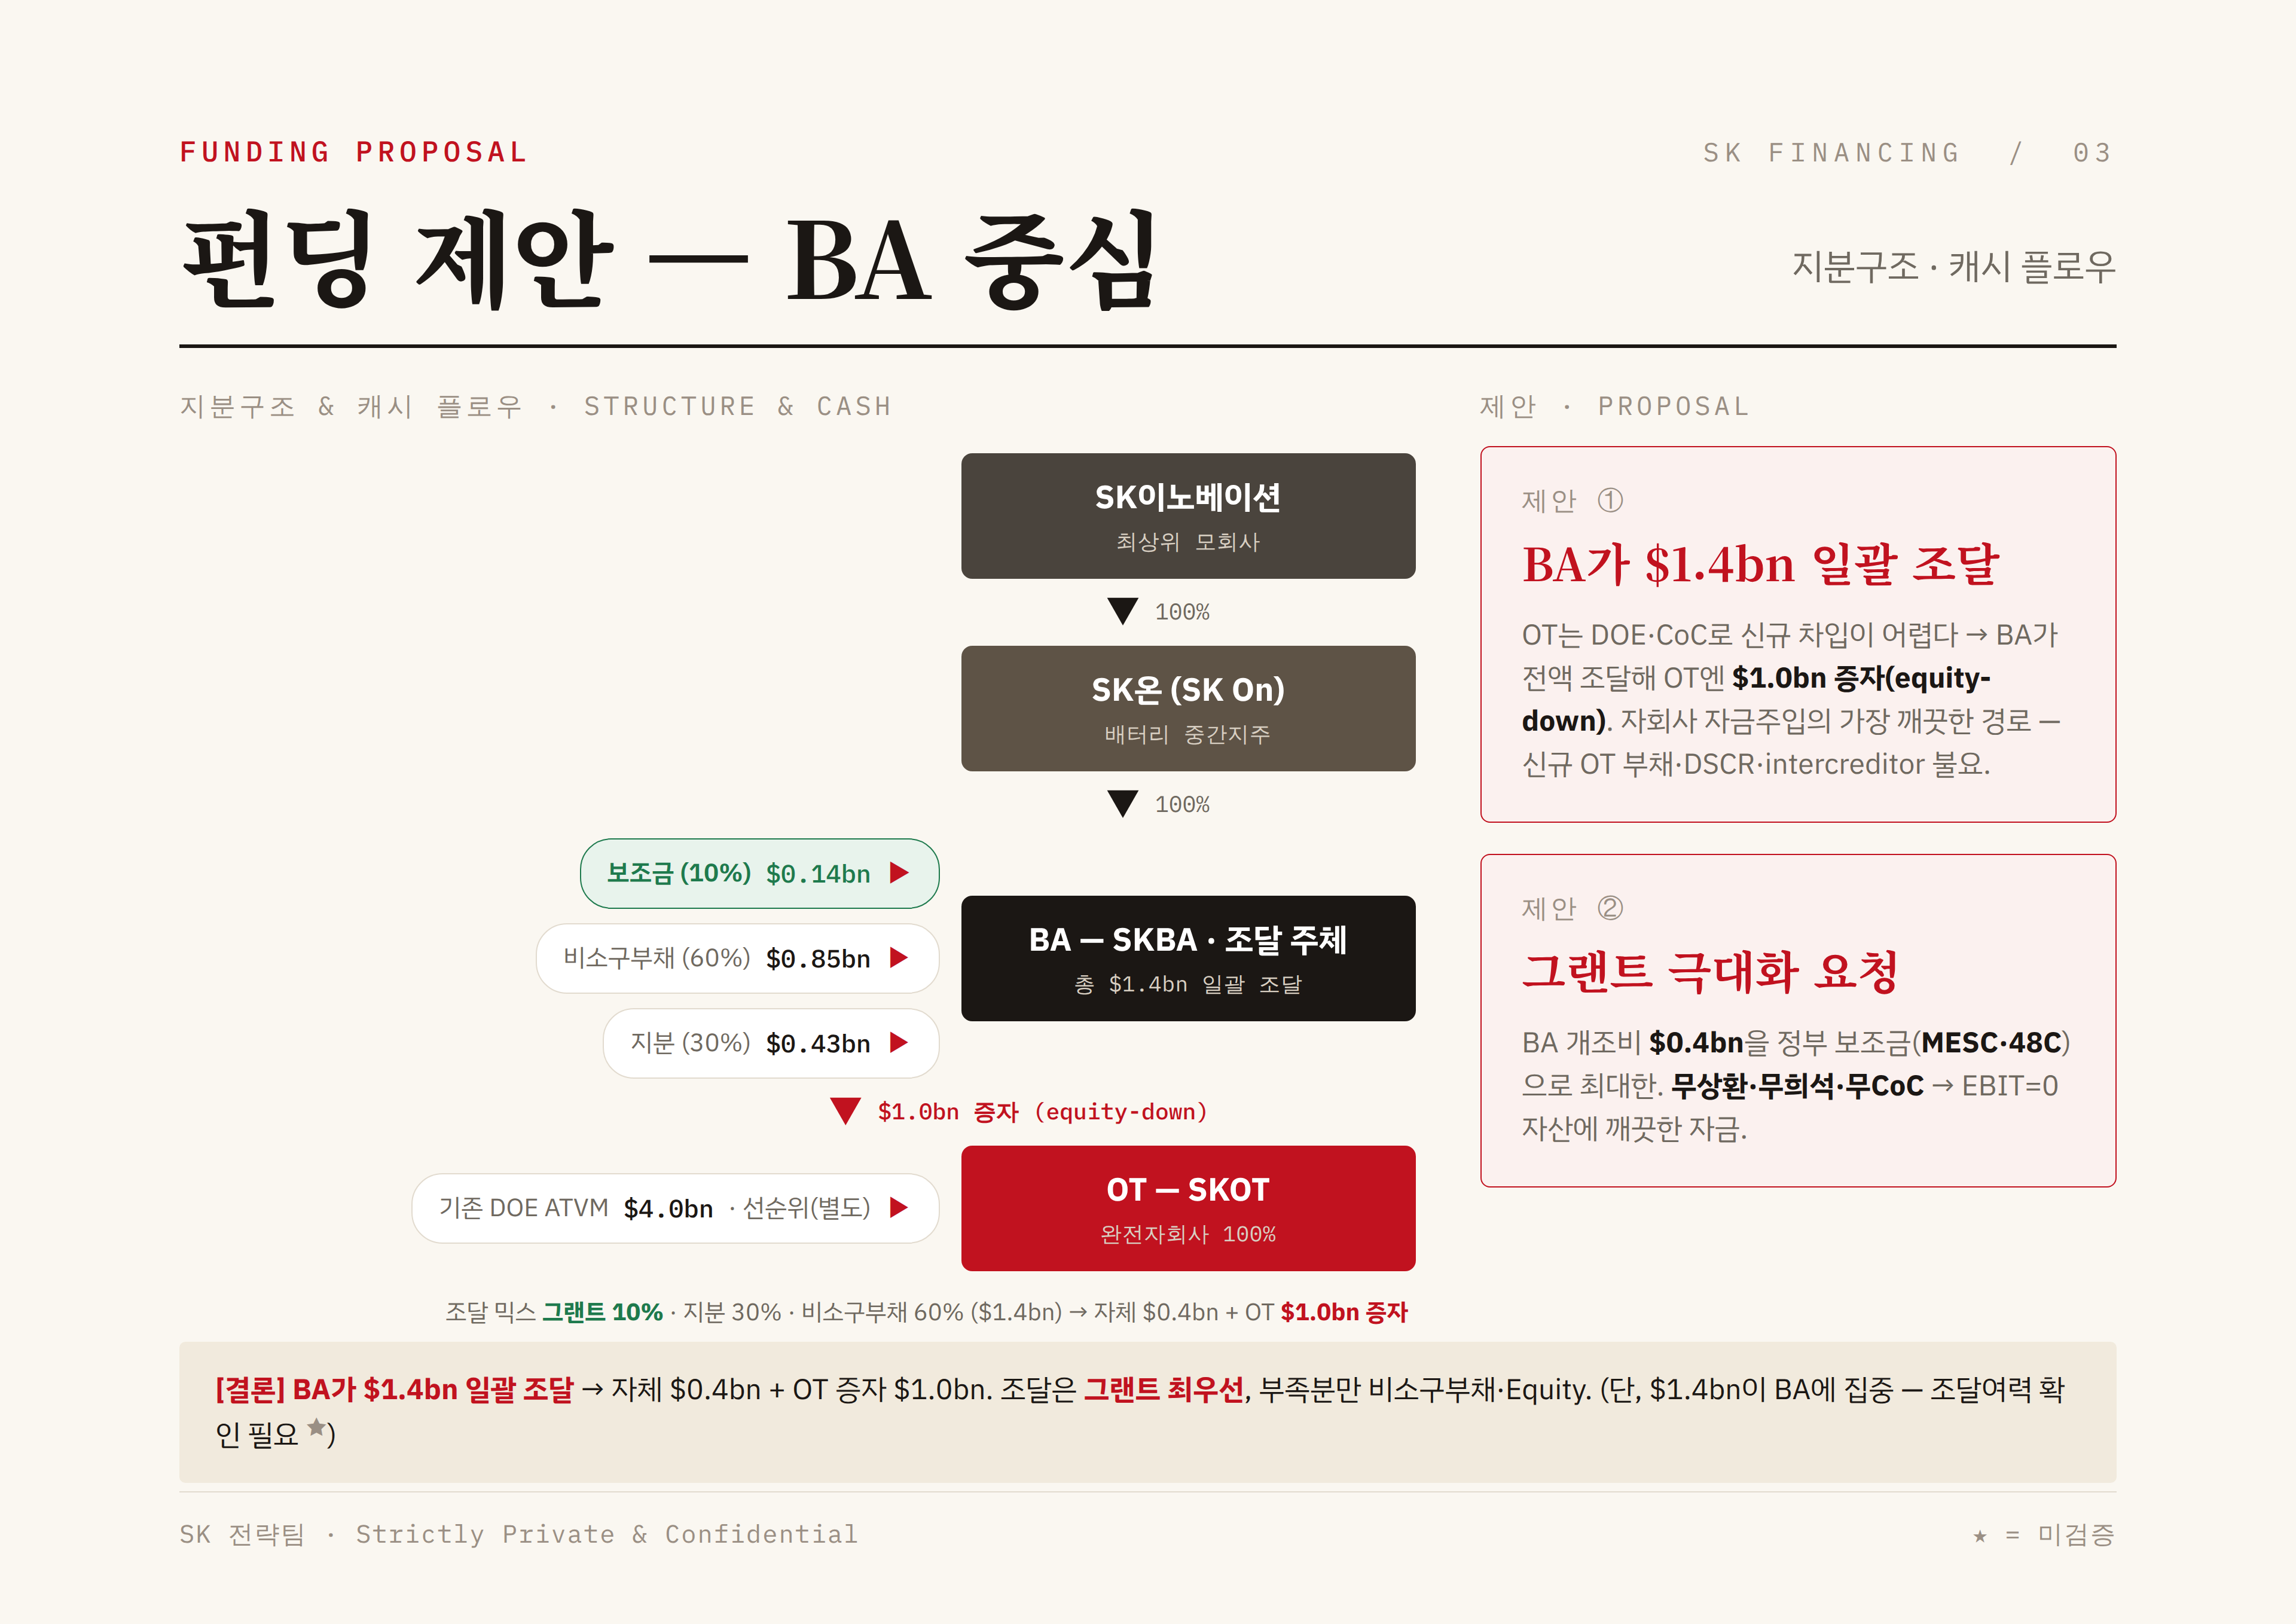 FUNDING PROPOSAL
SK FINANCING / 03
펀딩 제안 — BA 중심
지분구조 · 캐시 플로우
지분구조 & 캐시 플로우 · STRUCTURE & CASH
SK이노베이션
최상위 모회사
▼ 100%
SK온 (SK On)
배터리 중간지주
▼ 100%
보조금 (10%) $0.14bn ▶
비소구부채 (60%) $0.85bn ▶
지분 (30%) $0.43bn ▶
BA — SKBA · 조달 주체
총 $1.4bn 일괄 조달
▼ $1.0bn 증자 (equity-down)
기존 DOE ATVM $4.0bn · 선순위(별도) ▶
OT — SKOT
완전자회사 100%
조달 믹스 그랜트 10% · 지분 30% · 비소구부채 60% ($1.4bn) → 자체 $0.4bn + OT $1.0bn 증자
제안 · PROPOSAL
제안 ①
BA가 $1.4bn 일괄 조달
OT는 DOE·CoC로 신규 차입이 어렵다 → BA가
전액 조달해 OT엔 $1.0bn 증자(equity-
down). 자회사 자금주입의 가장 깨끗한 경로 —
신규 OT 부채·DSCR·intercreditor 불요.
제안 ②
그랜트 극대화 요청
BA 개조비 $0.4bn을 정부 보조금(MESC·48C)
으로 최대한. 무상환·무희석·무CoC → EBIT=0
자산에 깨끗한 자금.
[결론] BA가 $1.4bn 일괄 조달 → 자체 $0.4bn + OT 증자 $1.0bn. 조달은 그랜트 최우선, 부족분만 비소구부채·Equity. (단, $1.4bn이 BA에 집중 — 조달여력 확
인 필요 ★)
SK 전략팀 · Strictly Private & Confidential
★ = 미검증